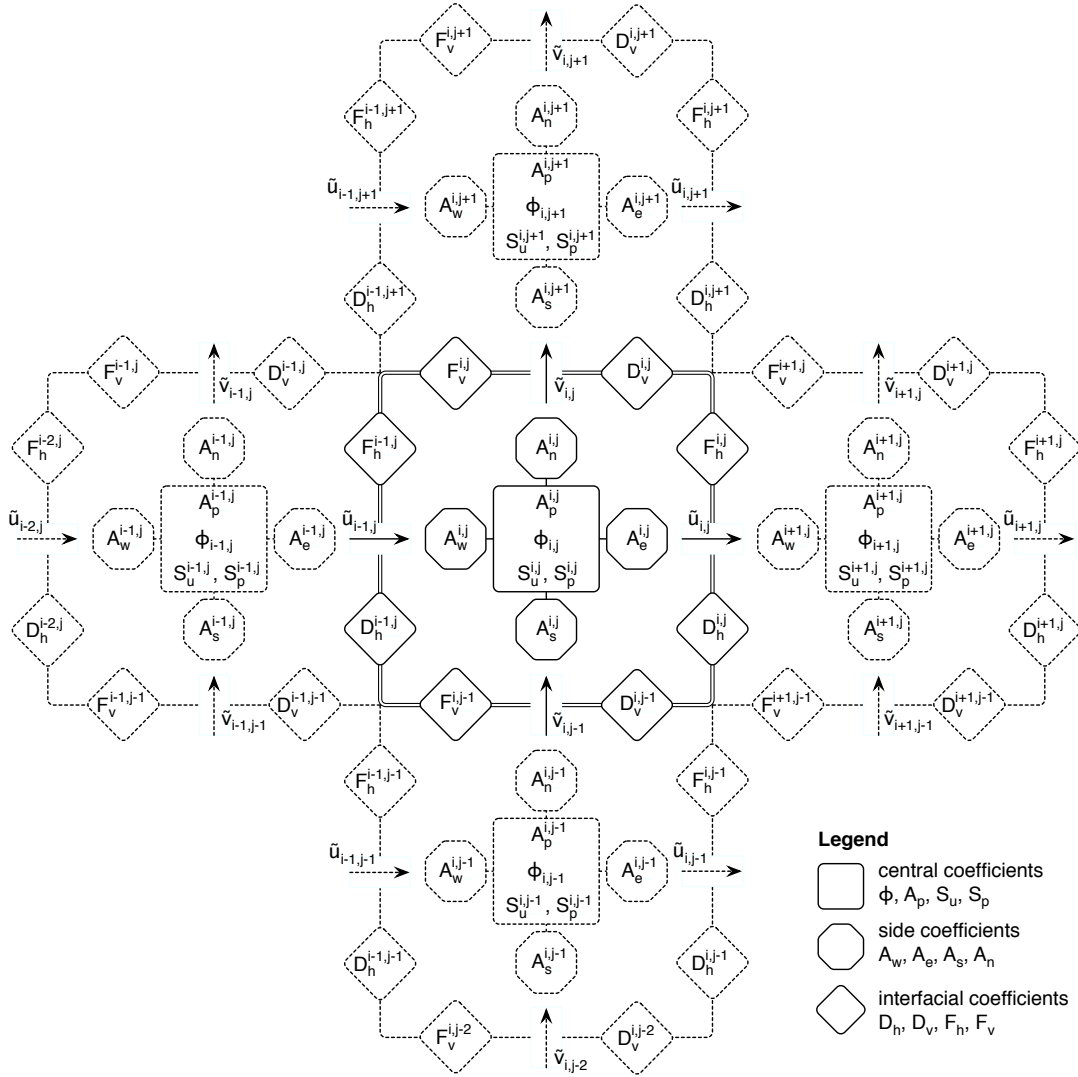 F_v^{i,j+1} D_v^{i,j+1}
ṽ_{i,j+1}
F_h^{i-1,j+1} A_n^{i,j+1} F_h^{i,j+1}
A_p^{i,j+1}
ũ_{i-1,j+1} ũ_{i,j+1}
A_w^{i,j+1} ϕ_{i,j+1} A_e^{i,j+1}
S_u^{i,j+1}, S_p^{i,j+1}
D_h^{i-1,j+1} A_s^{i,j+1} D_h^{i,j+1}
F_v^{i-1,j} D_v^{i-1,j} F_v^{i,j} D_v^{i,j} F_v^{i+1,j} D_v^{i+1,j}
ṽ_{i-1,j} ṽ_{i,j} ṽ_{i+1,j}
F_h^{i-2,j} A_n^{i-1,j} F_h^{i-1,j} A_n^{i,j} F_h^{i,j} A_n^{i+1,j} F_h^{i+1,j}
A_p^{i-1,j} A_p^{i,j} A_p^{i+1,j}
ũ_{i-2,j} ũ_{i-1,j} ũ_{i,j} ũ_{i+1,j}
A_w^{i-1,j} ϕ_{i-1,j} A_e^{i-1,j} A_w^{i,j} ϕ_{i,j} A_e^{i,j} A_w^{i+1,j} ϕ_{i+1,j} A_e^{i+1,j}
S_u^{i-1,j}, S_p^{i-1,j} S_u^{i,j}, S_p^{i,j} S_u^{i+1,j}, S_p^{i+1,j}
D_h^{i-2,j} A_s^{i-1,j} D_h^{i-1,j} A_s^{i,j} D_h^{i,j} A_s^{i+1,j} D_h^{i+1,j}
F_v^{i-1,j-1} D_v^{i-1,j-1} F_v^{i,j-1} D_v^{i,j-1} F_v^{i+1,j-1} D_v^{i+1,j-1}
ṽ_{i-1,j-1} ṽ_{i,j-1} ṽ_{i+1,j-1}
F_h^{i-1,j-1} A_n^{i,j-1} F_h^{i,j-1}
A_p^{i,j-1}
ũ_{i-1,j-1} ũ_{i,j-1}
A_w^{i,j-1} ϕ_{i,j-1} A_e^{i,j-1}
S_u^{i,j-1}, S_p^{i,j-1}
D_h^{i-1,j-1} A_s^{i,j-1} D_h^{i,j-1}
F_v^{i,j-2} D_v^{i,j-2}
ṽ_{i,j-2}
Legend
central coefficients
ϕ, A_p, S_u, S_p
side coefficients
A_w, A_e, A_s, A_n
interfacial coefficients
D_h, D_v, F_h, F_v